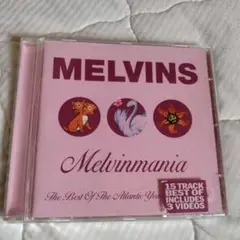 MELVINS
Melvinmania
The Best Of The Atlantic Ye
15 TRACK
BEST OF
INCLUDES
3 VIDEOS